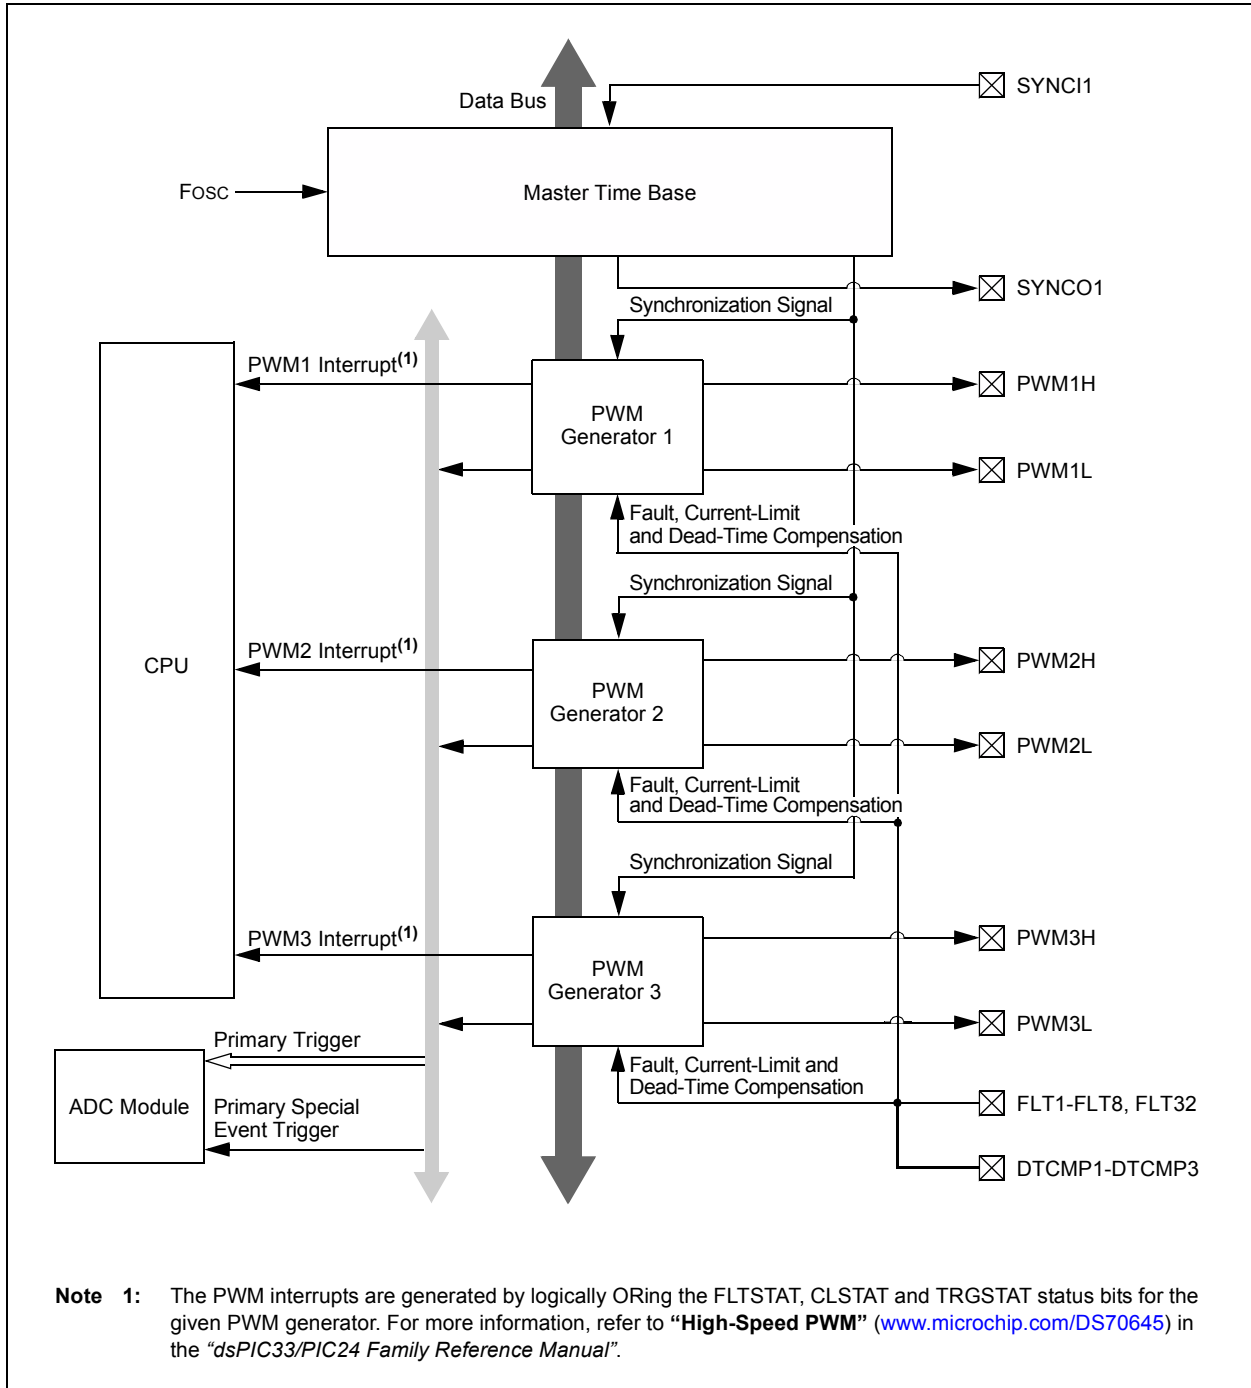 Data Bus
SYNCI1
FOSC
Master Time Base
SYNCO1
Synchronization Signal
PWM1 Interrupt(1)
PWM
Generator 1
PWM1H
PWM1L
Fault, Current-Limit
and Dead-Time Compensation
Synchronization Signal
CPU
PWM2 Interrupt(1)
PWM
Generator 2
PWM2H
PWM2L
Fault, Current-Limit
and Dead-Time Compensation
Synchronization Signal
PWM3 Interrupt(1)
PWM
Generator 3
PWM3H
PWM3L
Primary Trigger
Fault, Current-Limit and
Dead-Time Compensation
ADC Module
Primary Special
Event Trigger
FLT1-FLT8, FLT32
DTCMP1-DTCMP3
Note 1: The PWM interrupts are generated by logically ORing the FLTSTAT, CLSTAT and TRGSTAT status bits for the
given PWM generator. For more information, refer to “High-Speed PWM” (www.microchip.com/DS70645) in
the “dsPIC33/PIC24 Family Reference Manual”.